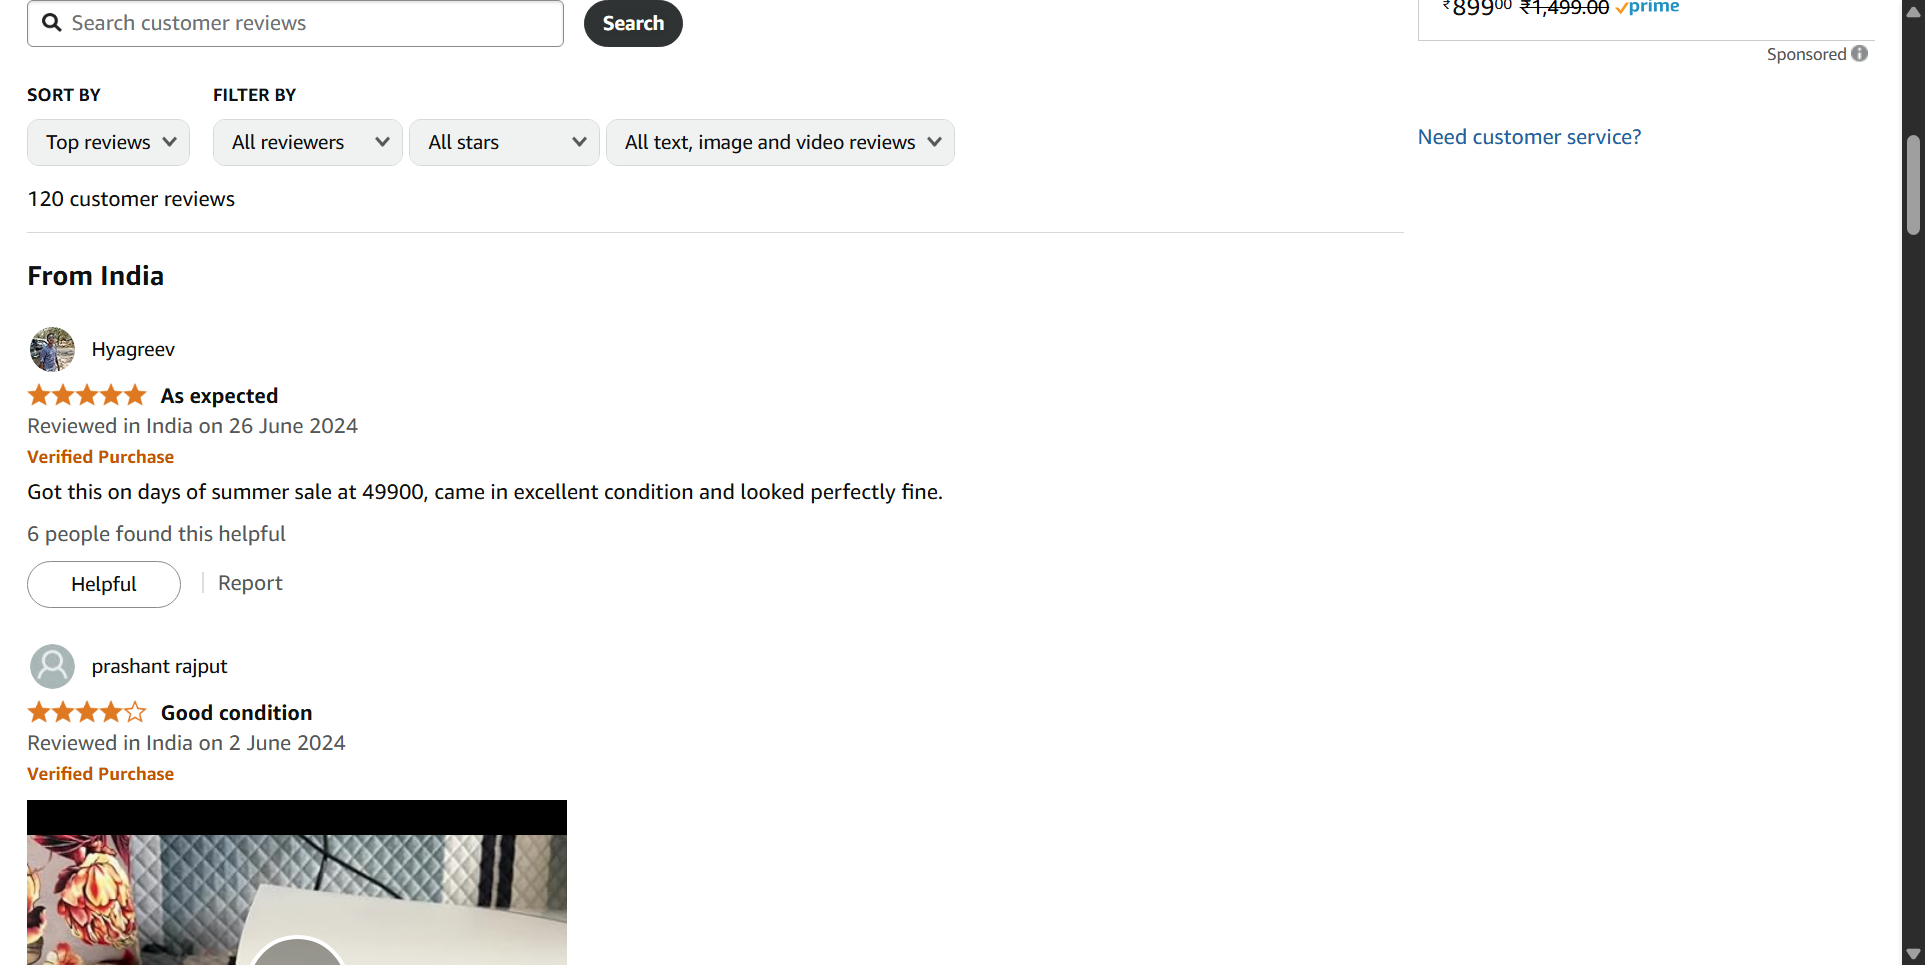 Search customer reviews
Search
SORT BY
FILTER BY
Top reviews
All reviewers
All stars
All text, image and video reviews
120 customer reviews
From India
Hyagreev
As expected
Reviewed in India on 26 June 2024
Verified Purchase
Got this on days of summer sale at 49900, came in excellent condition and looked perfectly fine.
6 people found this helpful
Helpful
Report
prashant rajput
Good condition
Reviewed in India on 2 June 2024
Verified Purchase
₹899⁰⁰ ₹1,499.00 prime
Sponsored
Need customer service?